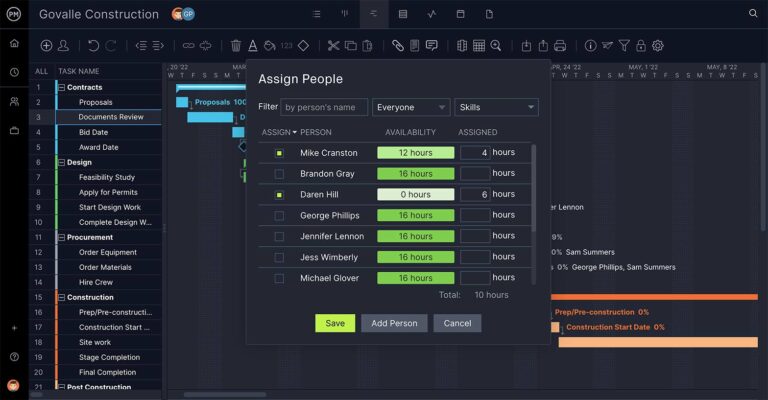 PM
Govalle Construction
GP
123
ALL TASK NAME
, 20 '22
MAR
APR, 24 '22
MAY, 1 '22
MAY, 8 '22
W T F S S M T W
F S S M T W T F S S M T W T F S S M T W
1 Contracts
2 Proposals
3 Documents Review
4 Bid Date
5 Award Date
6 Design
7 Feasibility Study
8 Apply for Permits
9 Start Design Work
10 Complete Design W...
11 Procurement
12 Order Equipment
13 Order Materials
14 Hire Crew
15 Construction
16 Prep/Pre-constructi...
17 Construction Start ...
18 Site work
19 Stage Completion
20 Final Completion
21 Post Construction
Proposals 100
D
Assign People
Filter by person's name Everyone Skills
ASSIGN PERSON AVAILABILITY ASSIGNED
Mike Cranston 12 hours 4 hours
Brandon Gray 16 hours hours
Daren Hill 0 hours 6 hours
George Phillips 16 hours hours
Jennifer Lennon 16 hours hours
Jess Wimberly 16 hours hours
Michael Glover 16 hours hours
Total: 10 hours
Save Add Person Cancel
er Lennon
9%
% Sam Summers
s 0% George Phillips, Sam Summers
Prep/Pre-construction 0%
Construction Start Date 0%